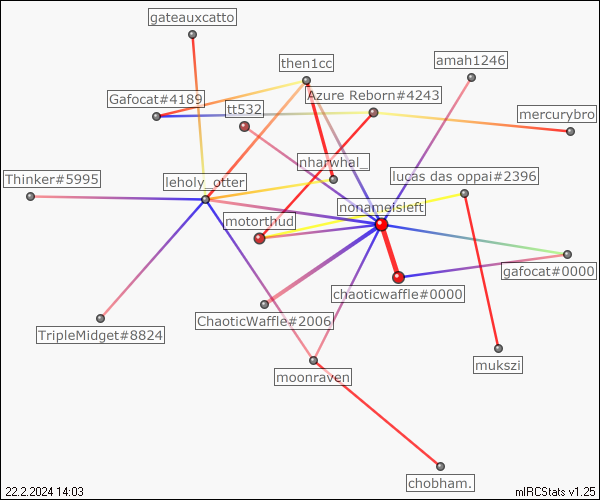 gateauxcatto
then1cc
amah1246
Gafocat#4189
tt532
Azure Reborn#4243
mercurybro
nharwhal_
Thinker#5995
leholy_otter
lucas das oppai#2396
nonameisleft
motorthud
gafocat#0000
chaoticwaffle#0000
ChaoticWaffle#2006
TripleMidget#8824
mukszi
moonraven
chobham.
22.2.2024 14:03
mIRCStats v1.25